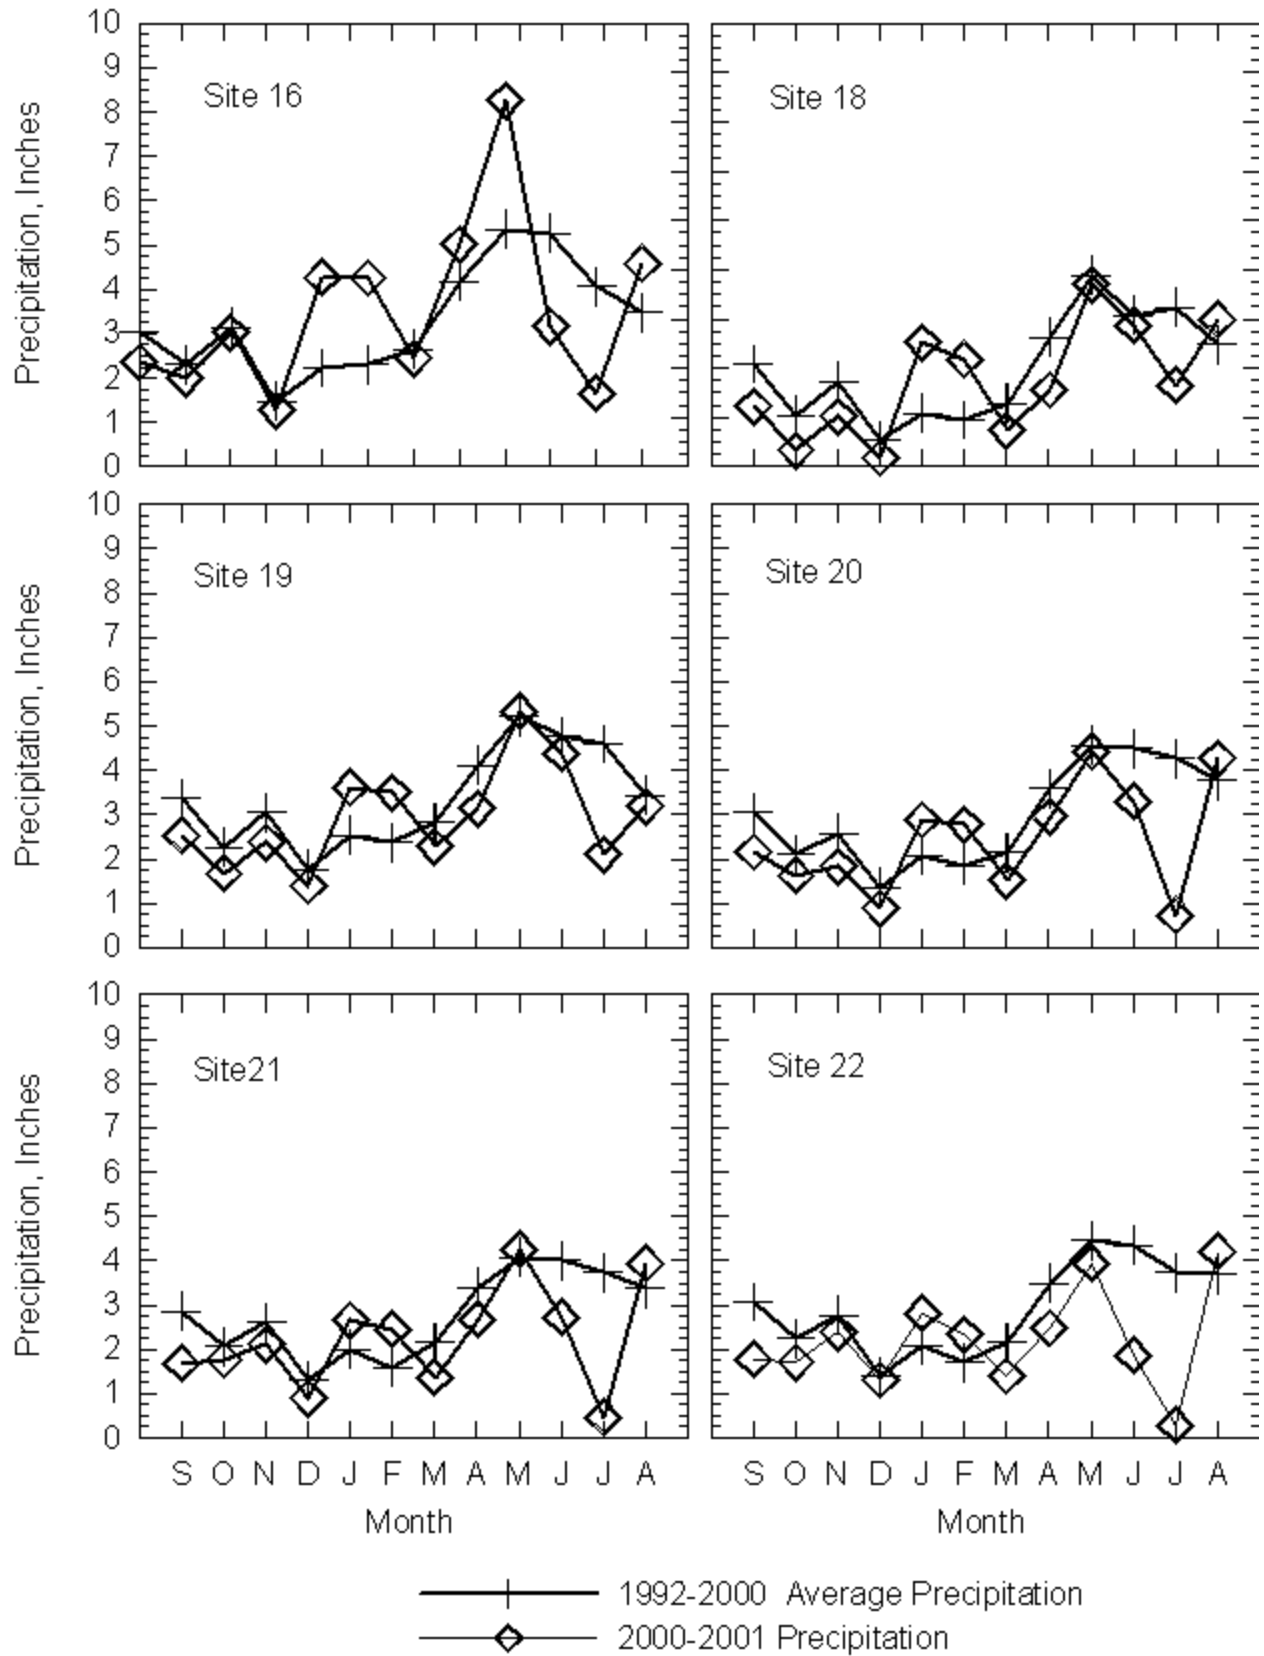 Precipitation, Inches
10
9
8
7
6
5
4
3
2
1
0
Site 16
Site 18
Precipitation, Inches
10
9
8
7
6
5
4
3
2
1
0
Site 19
Site 20
Precipitation, Inches
10
9
8
7
6
5
4
3
2
1
0
Site21
Site 22
S O N D J F M A M J J A
S O N D J F M A M J J A
Month
Month
1992-2000 Average Precipitation
2000-2001 Precipitation